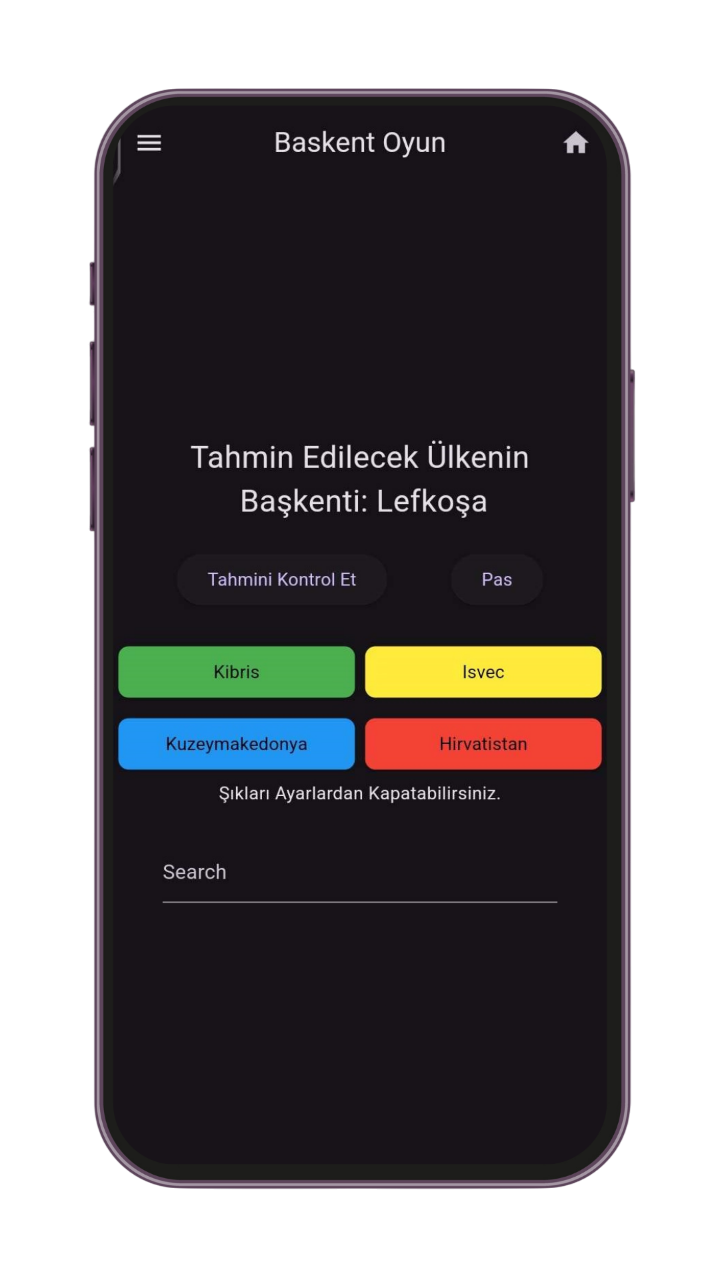 Baskent Oyun
Tahmin Edilecek Ülkenin
Başkenti: Lefkoşa
Tahmini Kontrol Et
Pas
Kibris
Isvec
Kuzeymakedonya
Hirvatistan
Şıkları Ayarlardan Kapatabilirsiniz.
Search